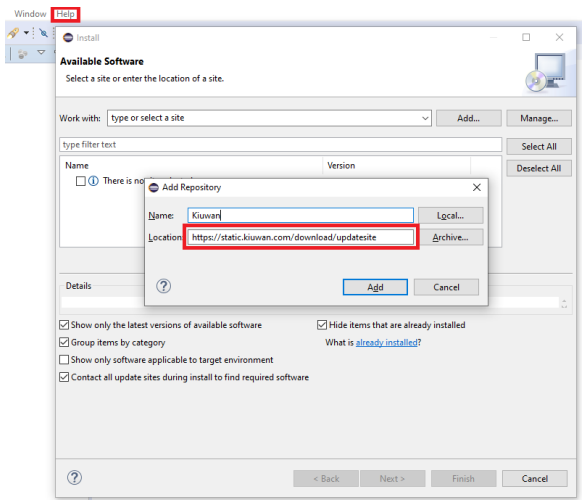 Window Help
Install
Available Software
Select a site or enter the location of a site.
Work with: type or select a site
Add...
Manage...
type filter text
Select All
Name
Version
Deselect All
There is no
Add Repository
Name: Kiuwan
Local...
Location: https://static.kiuwan.com/download/updatesite
Archive...
Add
Cancel
Details
Show only the latest versions of available software
Hide items that are already installed
Group items by category
What is already installed?
Show only software applicable to target environment
Contact all update sites during install to find required software
< Back
Next >
Finish
Cancel